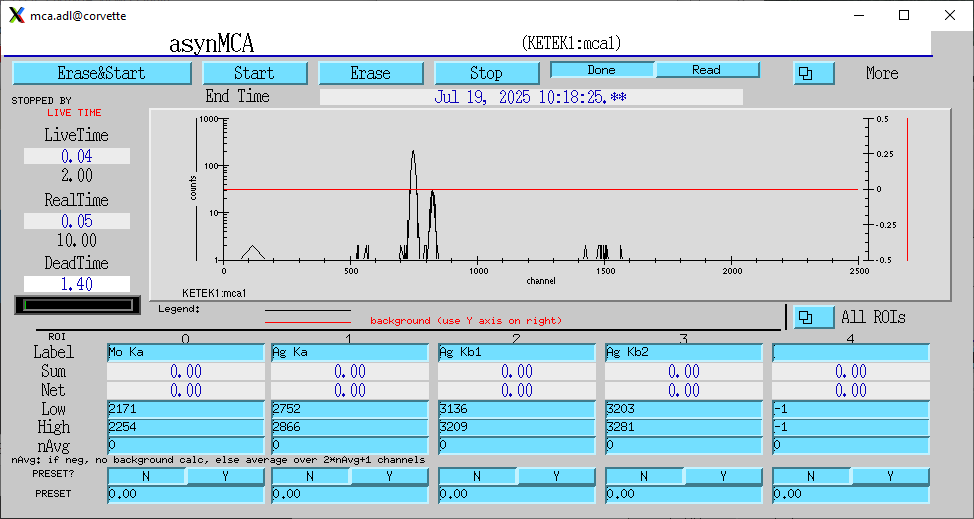 mca.adl@corvette
asynMCA (KETEK1:mca1)
Erase&Start Start Erase Stop Done Read More
STOPPED BY End Time Jul 19, 2025 10:18:25.**
LIVE TIME
LiveTime
0.04
2.00
RealTime
0.05
10.00
DeadTime
1.40
1000
100
10
1
counts
0 500 1000 1500 2000 2500
channel
0.5
0.25
0
-0.25
-0.5
KETEK1:mca1
Legend:
background (use Y axis on right)
All ROIs
ROI 0 1 2 3 4
Label Mo Ka Ag Ka Ag Kb1 Ag Kb2
Sum 0.00 0.00 0.00 0.00 0.00
Net 0.00 0.00 0.00 0.00 0.00
Low 2171 2752 3136 3203 -1
High 2254 2866 3209 3281 -1
nAvg 0 0 0 0 0
nAvg: if neg, no background calc, else average over 2*nAvg+1 channels
PRESET? N Y N Y N Y N Y N Y
PRESET 0.00 0.00 0.00 0.00 0.00